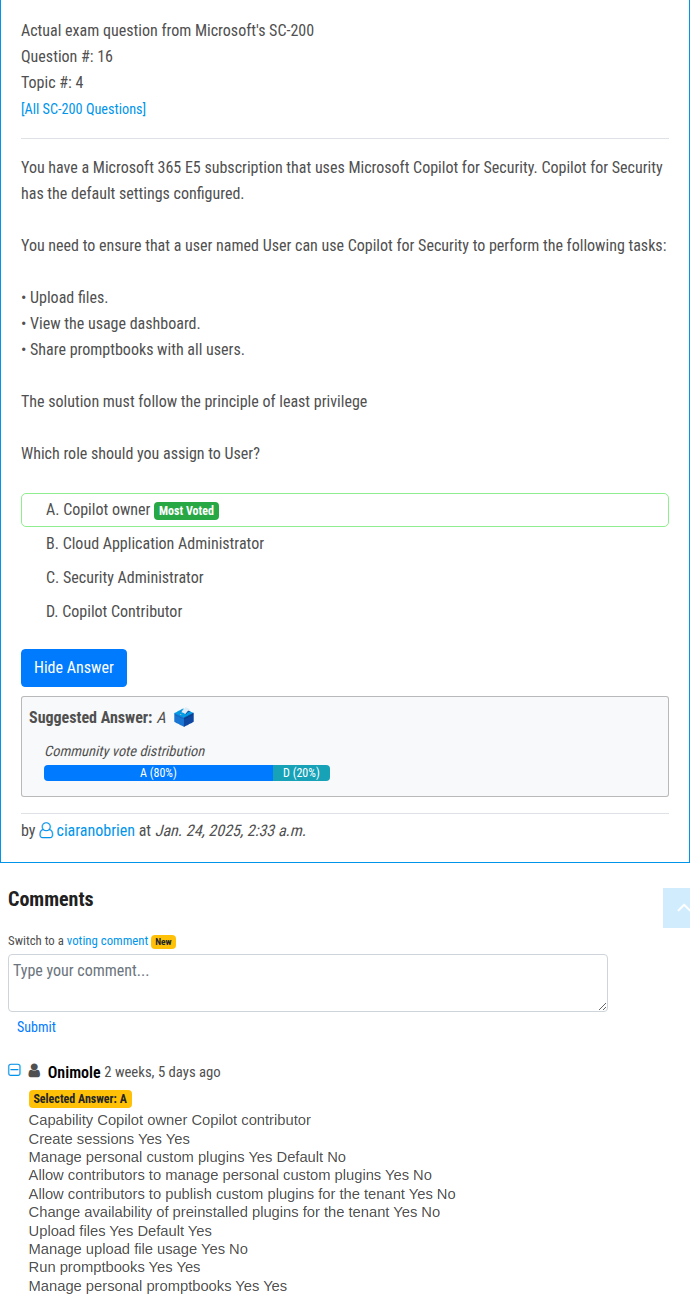 Actual exam question from Microsoft's SC-200
Question #: 16
Topic #: 4
[All SC-200 Questions]
You have a Microsoft 365 E5 subscription that uses Microsoft Copilot for Security. Copilot for Security
has the default settings configured.
You need to ensure that a user named User can use Copilot for Security to perform the following tasks:
• Upload files.
• View the usage dashboard.
• Share promptbooks with all users.
The solution must follow the principle of least privilege
Which role should you assign to User?
A. Copilot owner Most Voted
B. Cloud Application Administrator
C. Security Administrator
D. Copilot Contributor
Hide Answer
Suggested Answer: A
Community vote distribution
A (80%) D (20%)
by ciaranobrien at Jan. 24, 2025, 2:33 a.m.
Comments
Switch to a voting comment New
Type your comment...
Submit
Onimole 2 weeks, 5 days ago
Selected Answer: A
Capability Copilot owner Copilot contributor
Create sessions Yes Yes
Manage personal custom plugins Yes Default No
Allow contributors to manage personal custom plugins Yes No
Allow contributors to publish custom plugins for the tenant Yes No
Change availability of preinstalled plugins for the tenant Yes No
Upload files Yes Default Yes
Manage upload file usage Yes No
Run promptbooks Yes Yes
Manage personal promptbooks Yes Yes